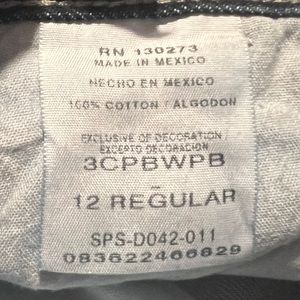 RN 130273
MADE IN MEXICO
HECHO EN MEXICO
100% COTTON / ALGODON
EXCLUSIVE OF DECORATION
EXCEPTO DECORACION
3CPBWPB
12 REGULAR
SPS-D042-011
083622466829